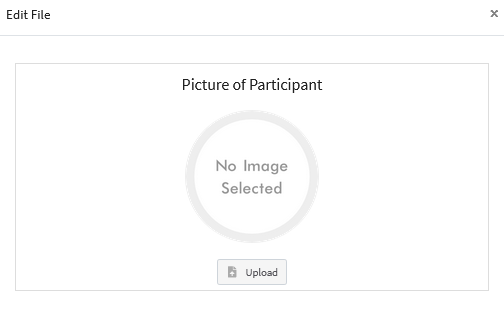 Edit File
×
Picture of Participant
No Image
Selected
Upload